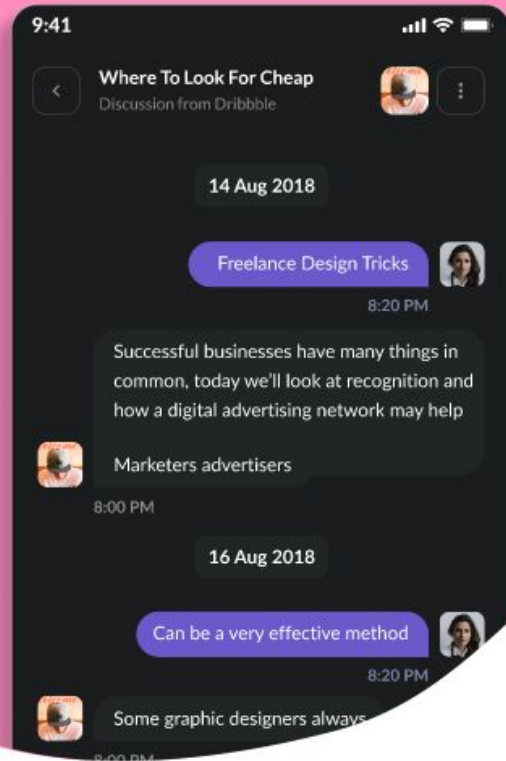 9:41
Where To Look For Cheap
Discussion from Dribbble
14 Aug 2018
Freelance Design Tricks
8:20 PM
Successful businesses have many things in
common, today we’ll look at recognition and
how a digital advertising network may help
Marketers advertisers
8:00 PM
16 Aug 2018
Can be a very effective method
8:20 PM
Some graphic designers always
8:00 PM